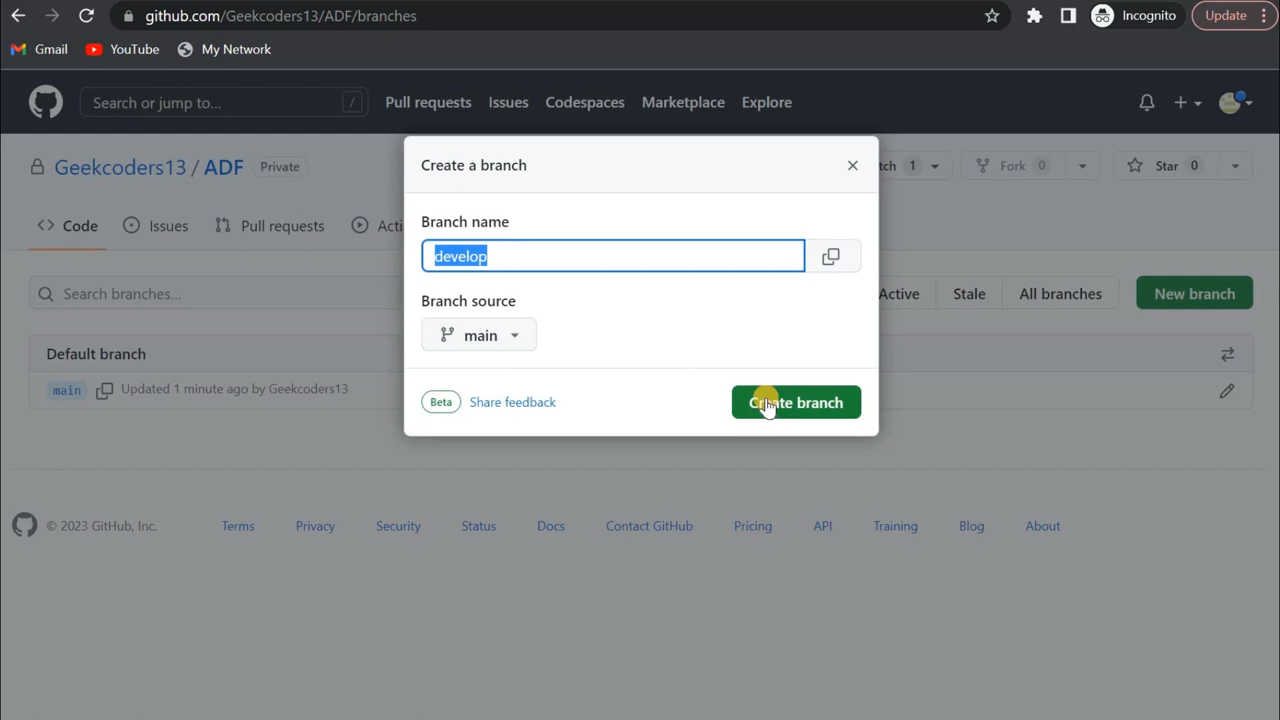 github.com/Geekcoders13/ADF/branches
Incognito
Update
Gmail
YouTube
My Network
Search or jump to...
/
Pull requests
Issues
Codespaces
Marketplace
Explore
Geekcoders13 / ADF
Private
1
Fork 0
Star 0
Create a branch
Code
Issues
Pull requests
Branch name
develop
Branch source
main
Search branches...
Active
Stale
All branches
New branch
Default branch
main
Updated 1 minute ago by Geekcoders13
Beta
Share feedback
Create branch
© 2023 GitHub, Inc.
Terms
Privacy
Security
Status
Docs
Contact GitHub
Pricing
API
Training
Blog
About